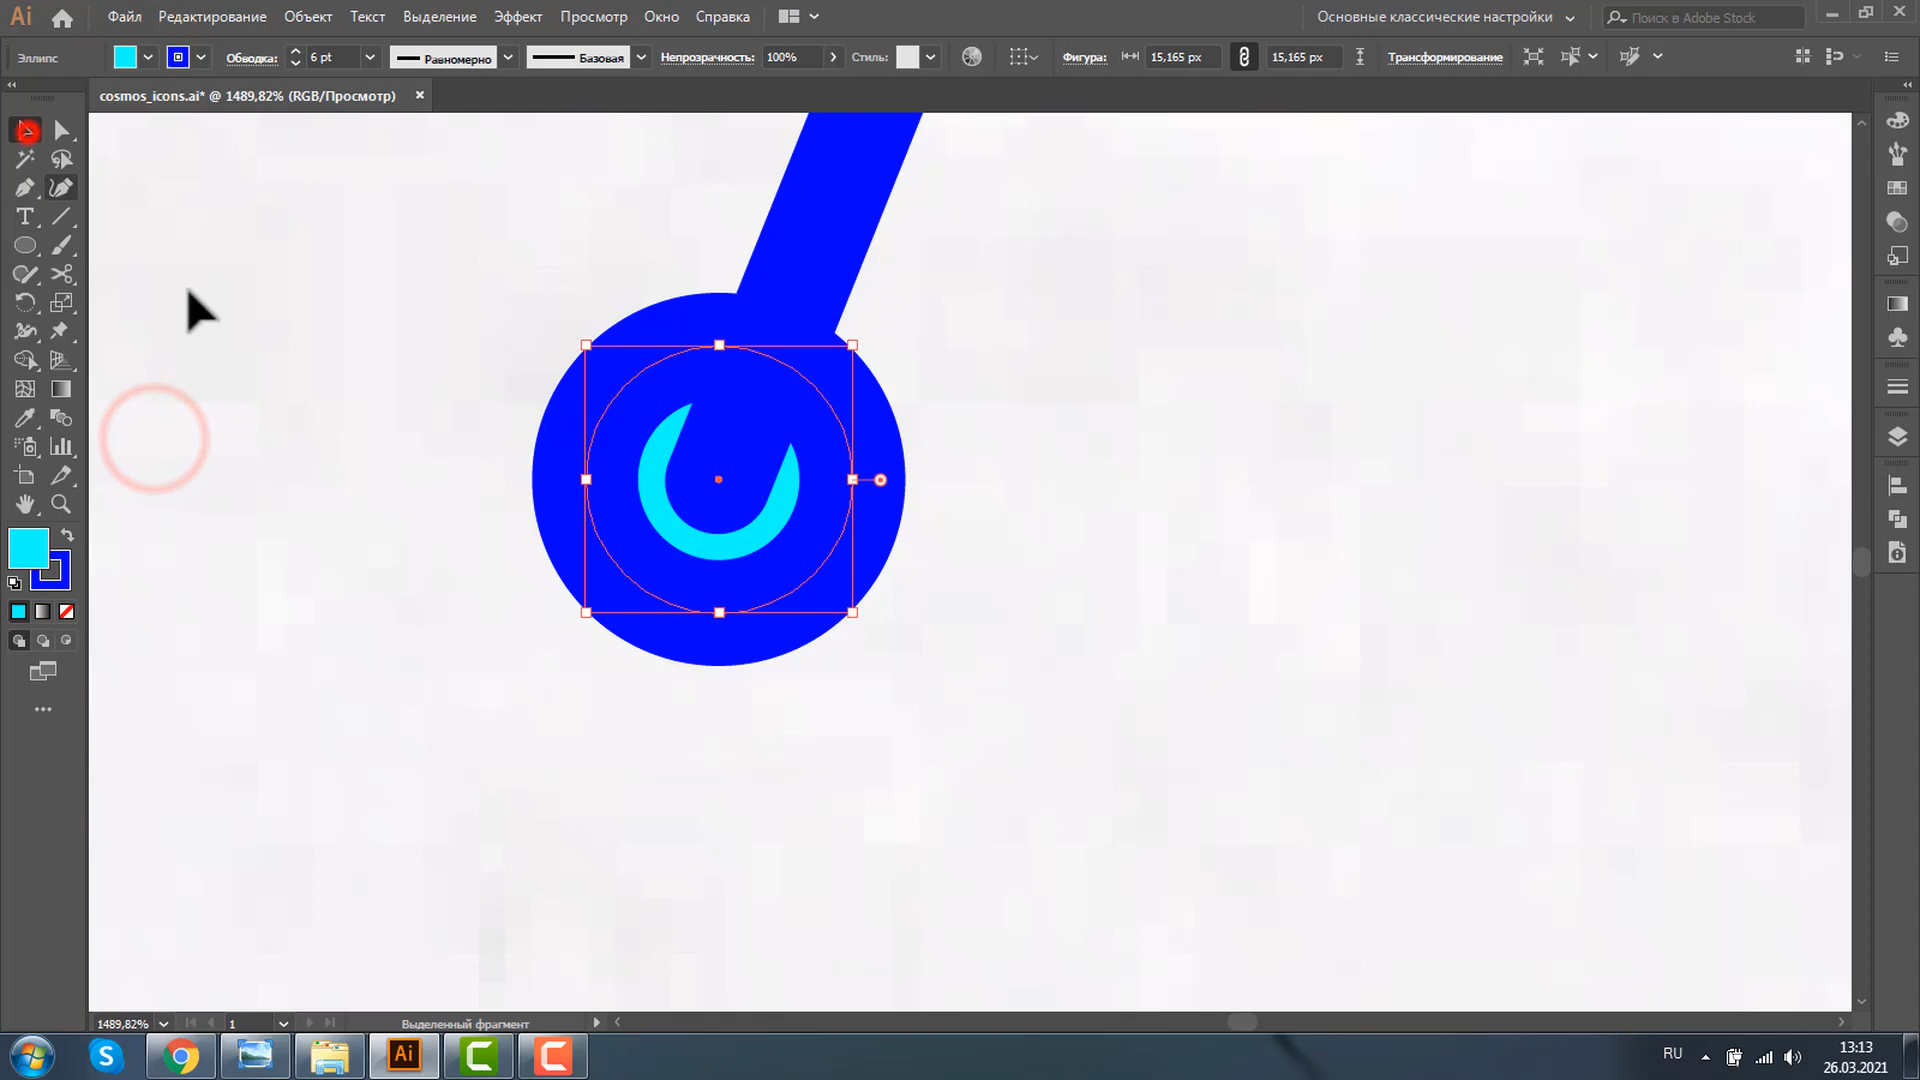 Ai Файл Редактирование Объект Текст Выделение Эффект Просмотр Окно Справка Основные классические настройки Поиск в Adobe Stock
Эллипс Обводка: 6 pt Равномерно Базовая Непрозрачность: 100% Стиль: Фигура: 15,165 px 15,165 px Трансформирование
cosmos_icons.ai* @ 1489,82% (RGB/Просмотр)
1489,82% 1 Выделенный фрагмент
Ai RU 13:13
26.03.2021